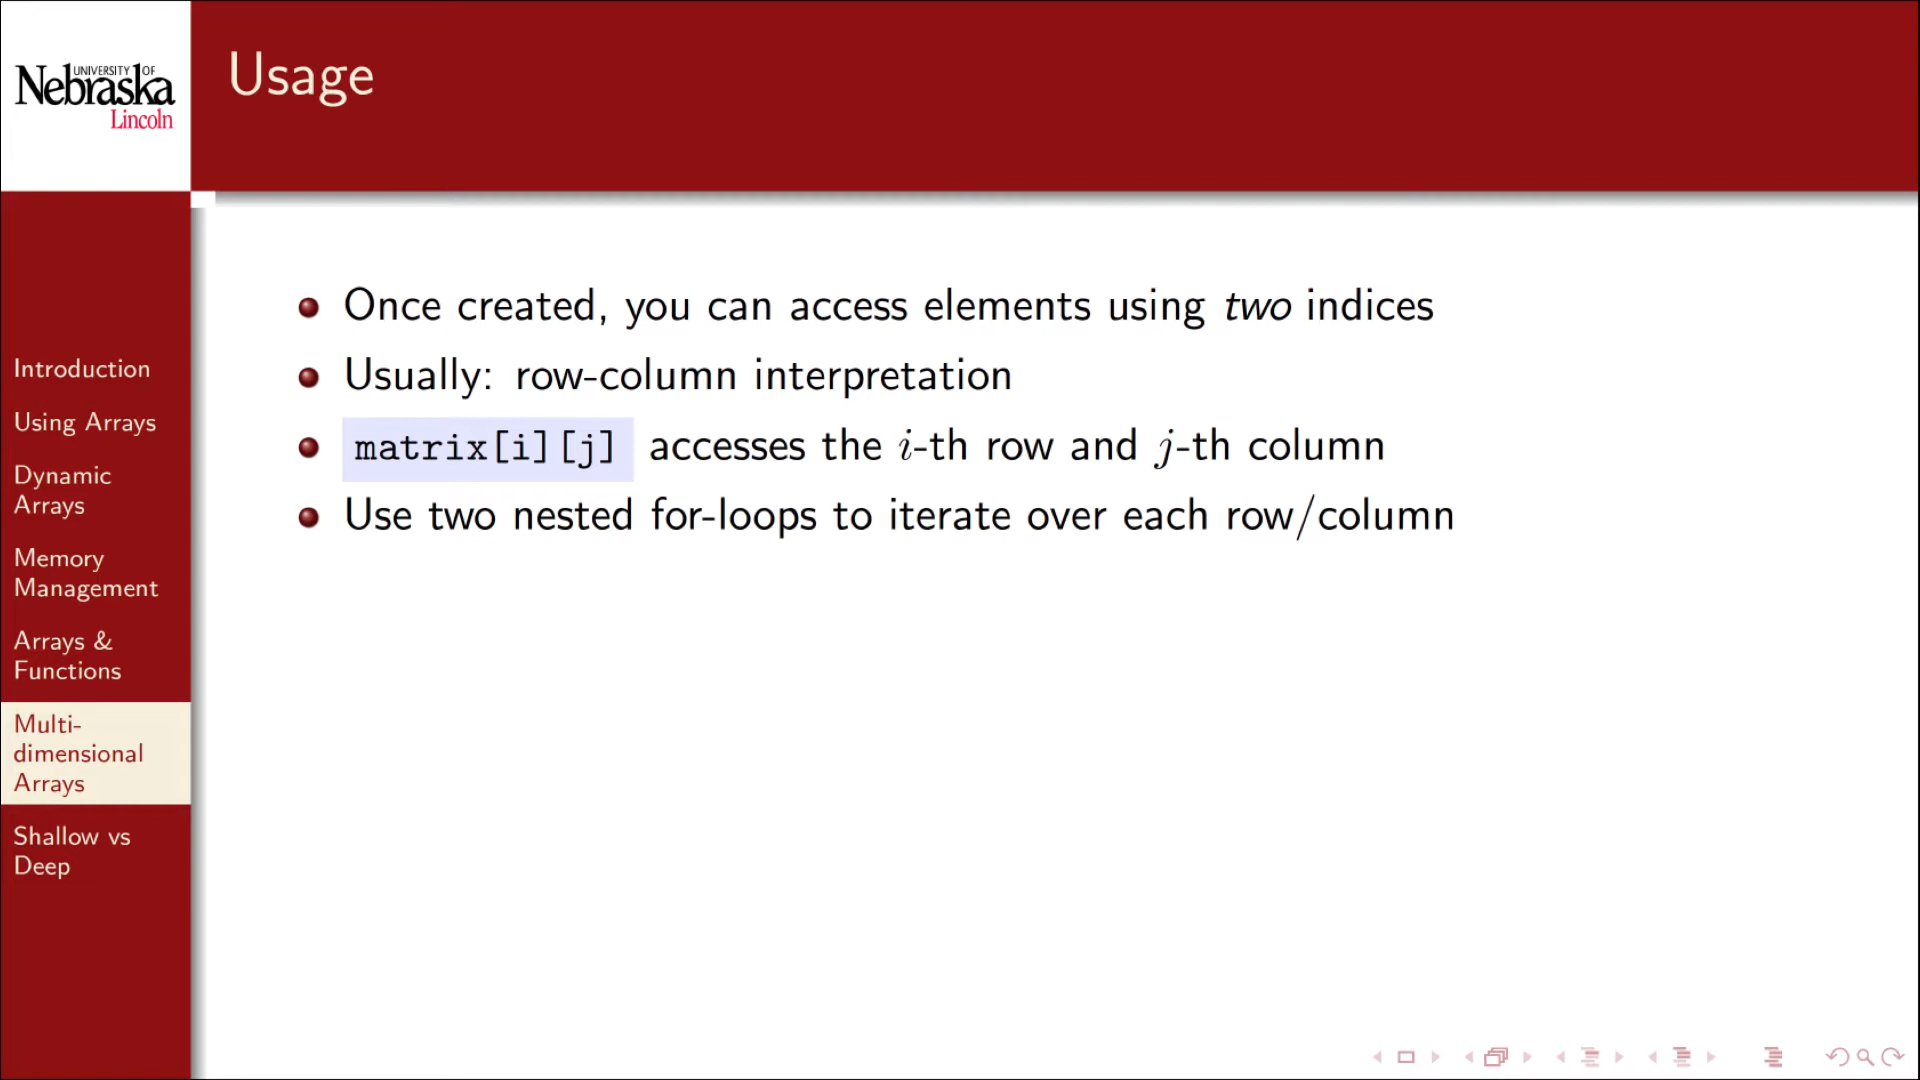 UNIVERSITY OF
Nebraska
Lincoln
Usage
Introduction
Using Arrays
Dynamic
Arrays
Memory
Management
Arrays &
Functions
Multi-
dimensional
Arrays
Shallow vs
Deep
Once created, you can access elements using two indices
Usually: row-column interpretation
matrix[i][j] accesses the i-th row and j-th column
Use two nested for-loops to iterate over each row/column